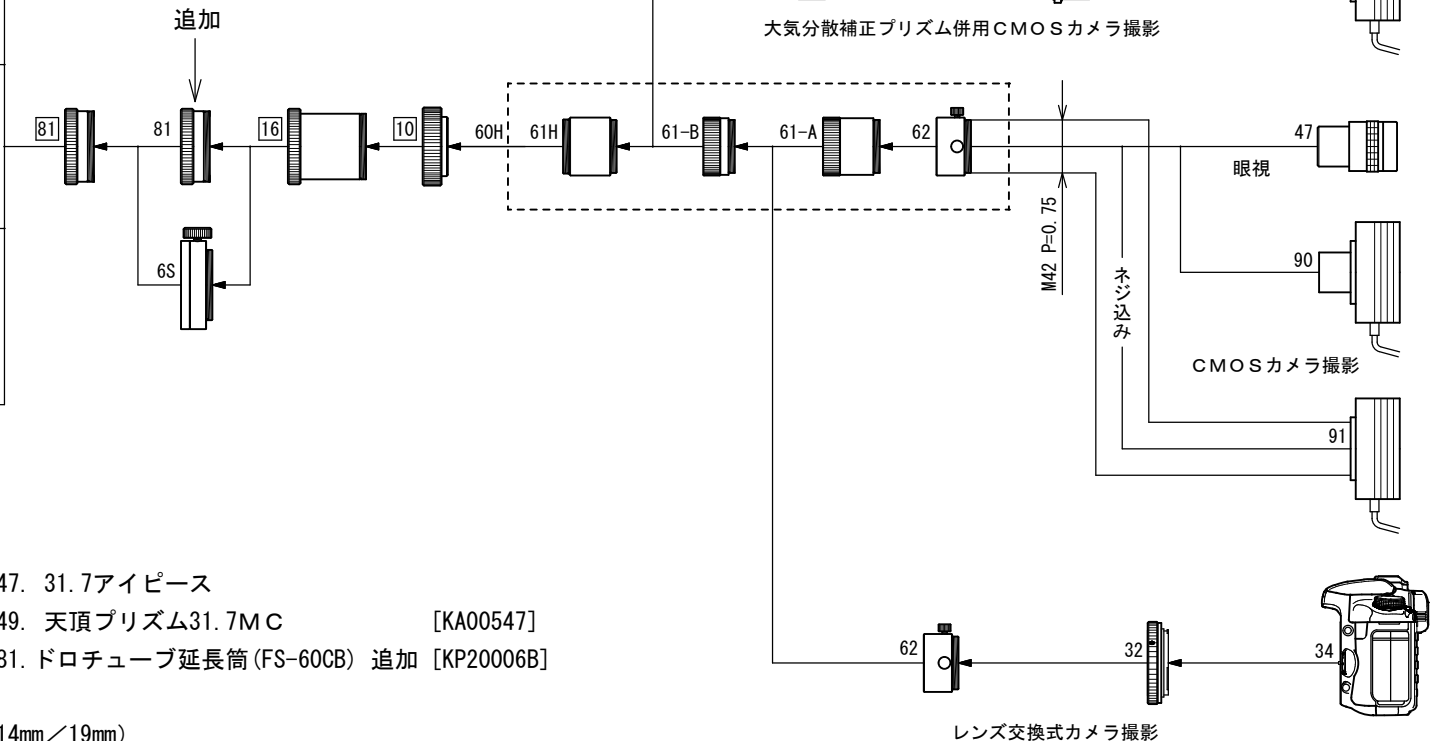 追加
大気分散補正プリズム併用CMOSカメラ撮影
81
81
16
10
60H
61H
61-B
61-A
62
47
眼視
6S
M42 P=0.75
ネジ込み
90
CMOSカメラ撮影
91
47. 31.7アイピース
49. 天頂プリズム31.7MC [KA00547]
81.ドロチューブ延長筒(FS-60CB) 追加 [KP20006B]
62
32
34
14mm/19mm)
レンズ交換式カメラ撮影